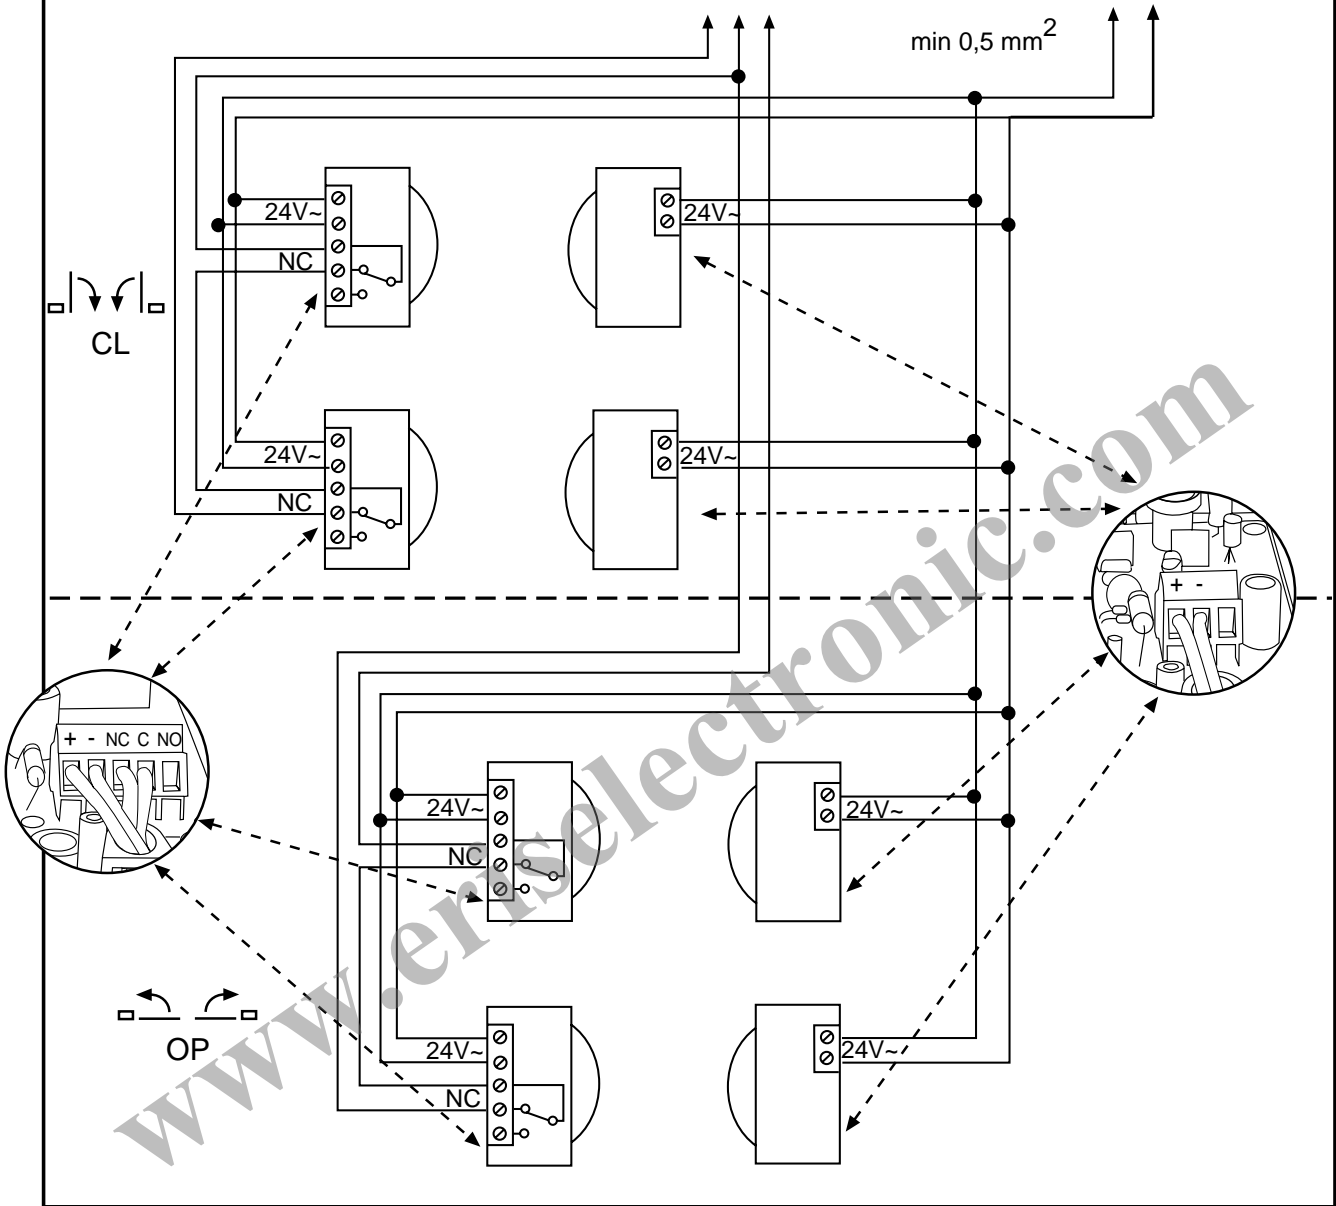 min 0,5 mm2
24V~
24V~
NC
CL
24V~
24V~
NC
+ -
+ - NC C NO
24V~
24V~
NC
OP
24V~
24V~
NC
www.eriselectronic.com